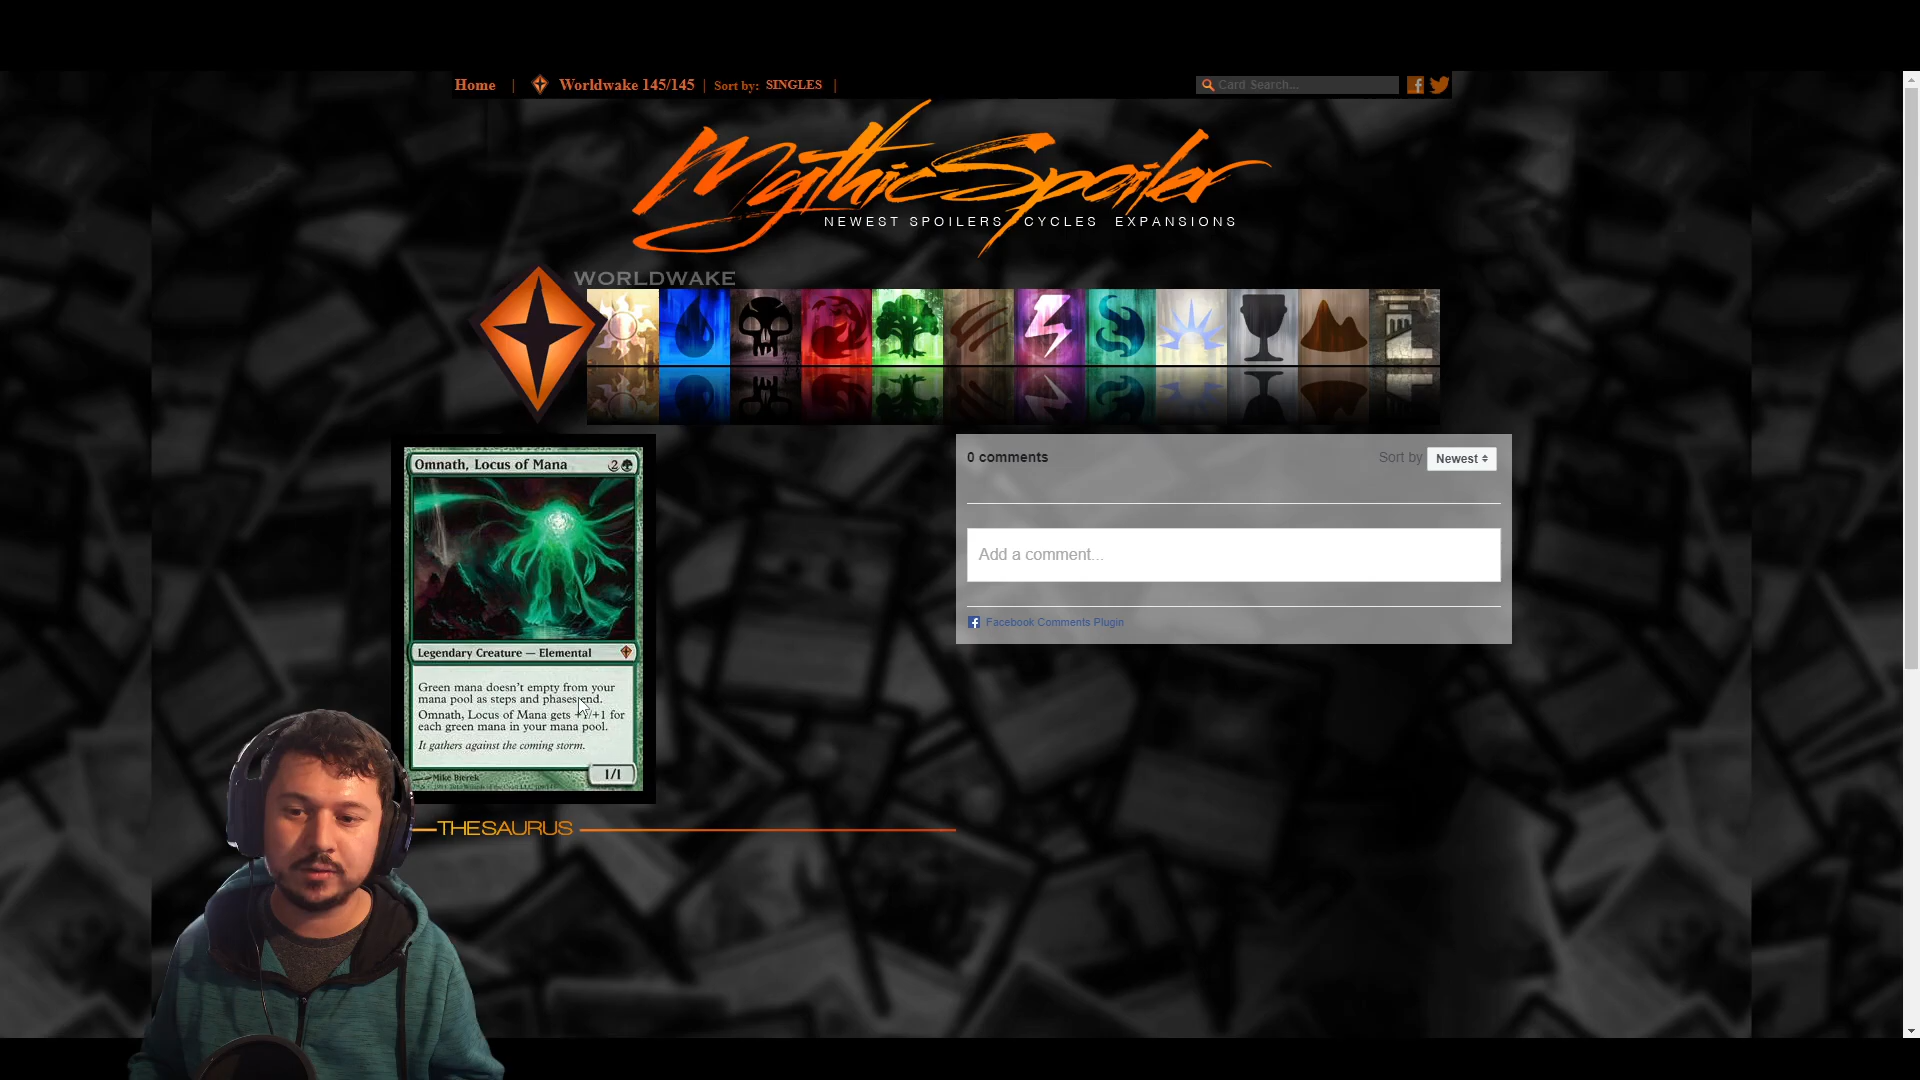 Home | Worldwake 145/145 | Sort by: SINGLES |
Card Search...
MythicSpoiler
NEWEST SPOILERS CYCLES EXPANSIONS
WORLDWAKE
Omnath, Locus of Mana 2
Legendary Creature — Elemental
Green mana doesn't empty from your
mana pool as steps and phases end.
Omnath, Locus of Mana gets +1/+1 for
each green mana in your mana pool.
It gathers against the coming storm.
1/1
Mike Bierek
THESAURUS
0 comments
Sort by Newest
Add a comment...
Facebook Comments Plugin